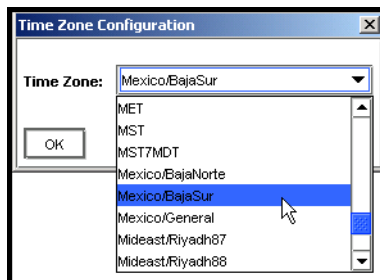 Time Zone Configuration
Time Zone: Mexico/BajaSur
MET
MST
OK
MST7MDT
Mexico/BajaNorte
Mexico/BajaSur
Mexico/General
Mideast/Riyadh87
Mideast/Riyadh88